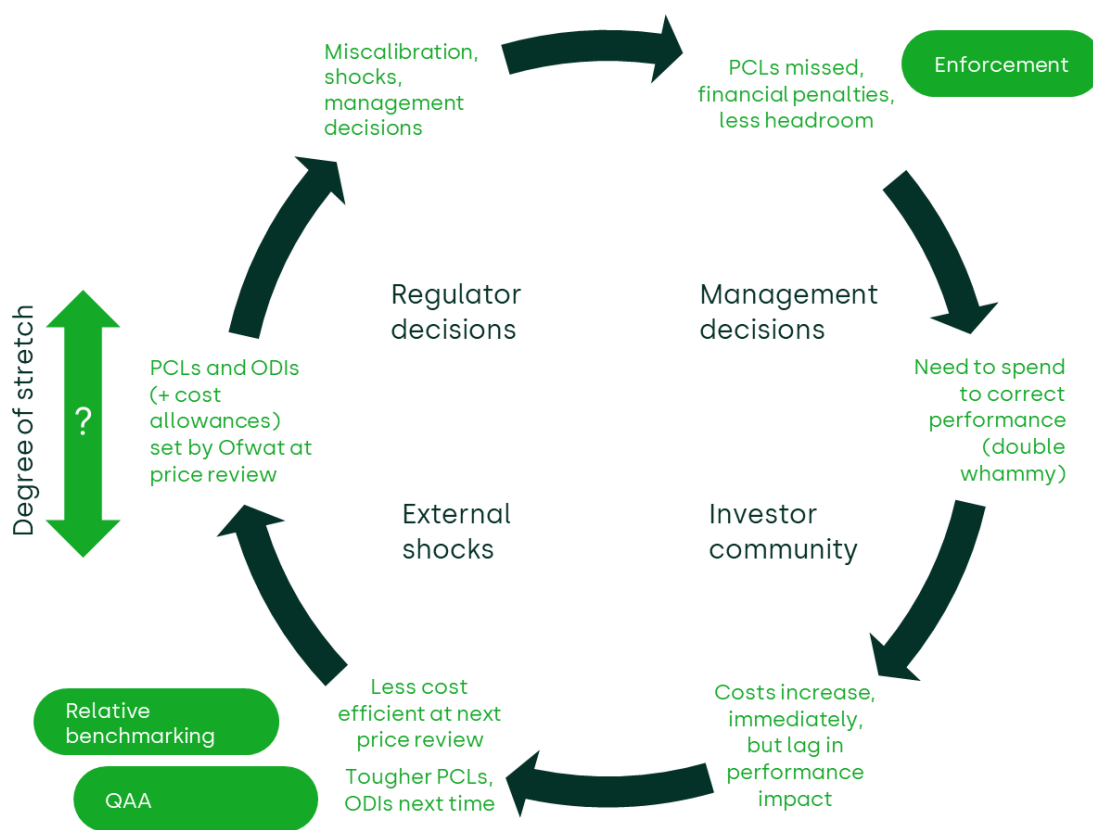 Miscalibration,
shocks,
management
decisions
PCLs missed,
financial penalties,
less headroom
Enforcement
Regulator
decisions
Management
decisions
Degree of stretch
?
PCLs and ODIs
(+ cost
allowances)
set by Ofwat at
price review
Need to spend
to correct
performance
(double
whammy)
External
shocks
Investor
community
Relative
benchmarking
QAA
Less cost
efficient at next
price review
Tougher PCLs,
ODIs next time
Costs increase,
immediately,
but lag in
performance
impact